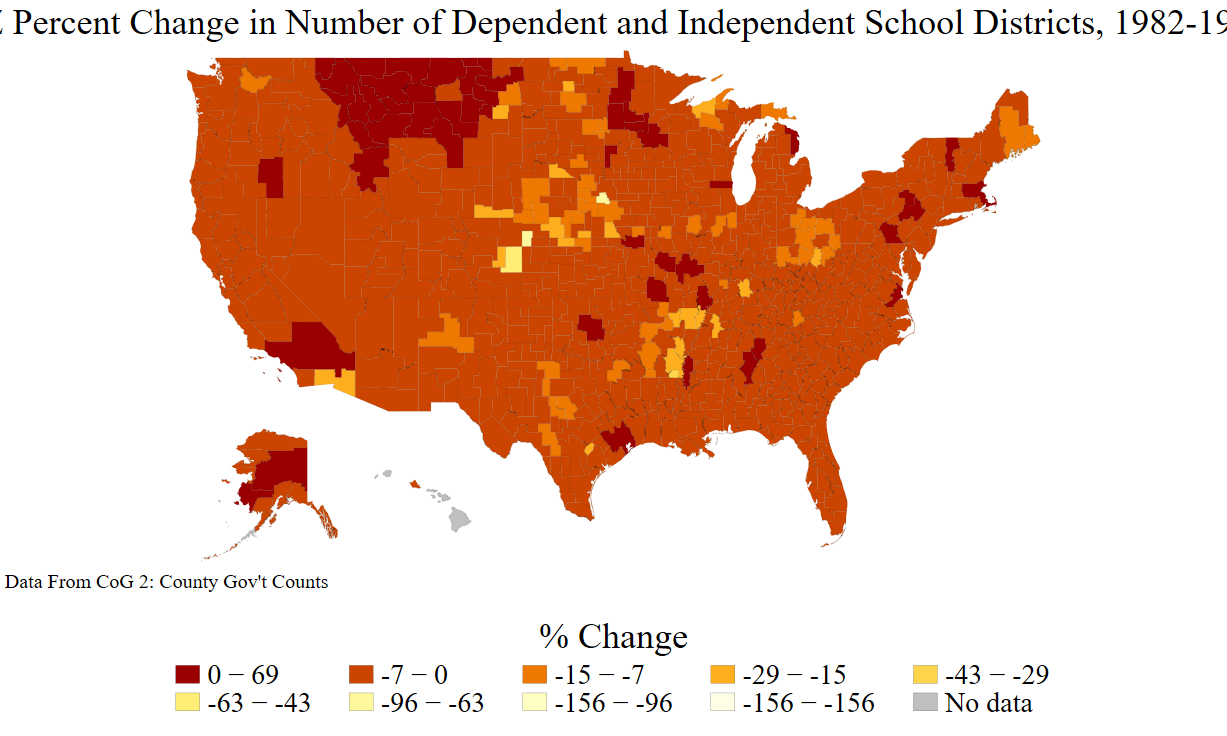 Percent Change in Number of Dependent and Independent School Districts, 1982-19
Data From CoG 2: County Gov't Counts
% Change
0 − 69 -7 − 0 -15 − -7 -29 − -15 -43 − -29
-63 − -43 -96 − -63 -156 − -96 -156 − -156 No data